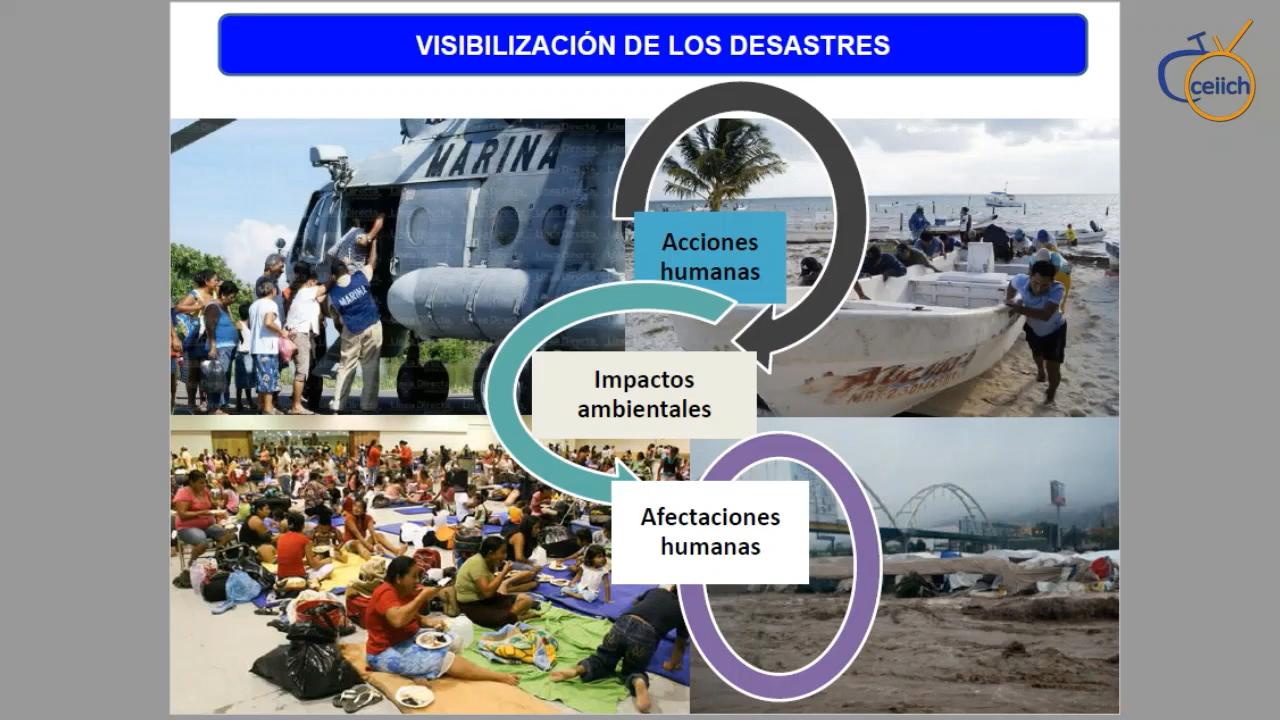 VISIBILIZACIÓN DE LOS DESASTRES
ceiich
MARINA
MARINA
Acciones
humanas
Impactos
ambientales
Afectaciones
humanas